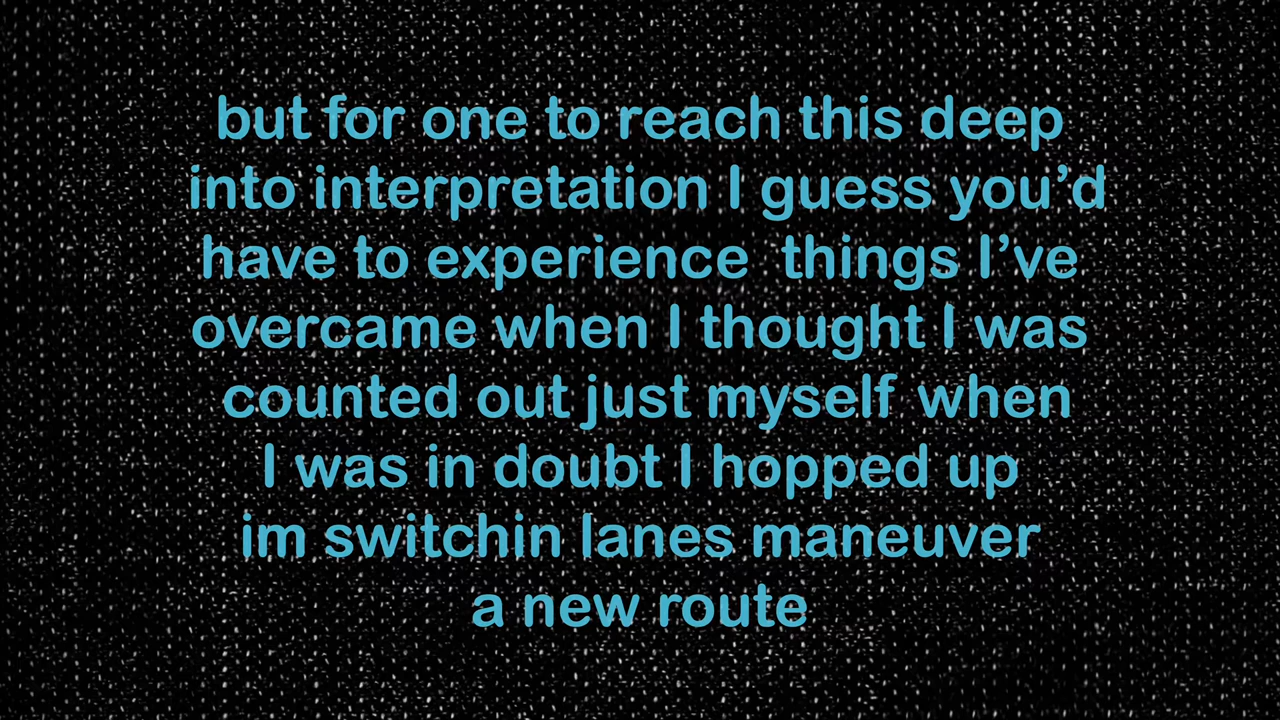 but for one to reach this deep
into interpretation I guess you’d
have to experience  things I’ve
overcame when I thought I was
counted out just myself when
I was in doubt I hopped up
im switchin lanes maneuver
a new route